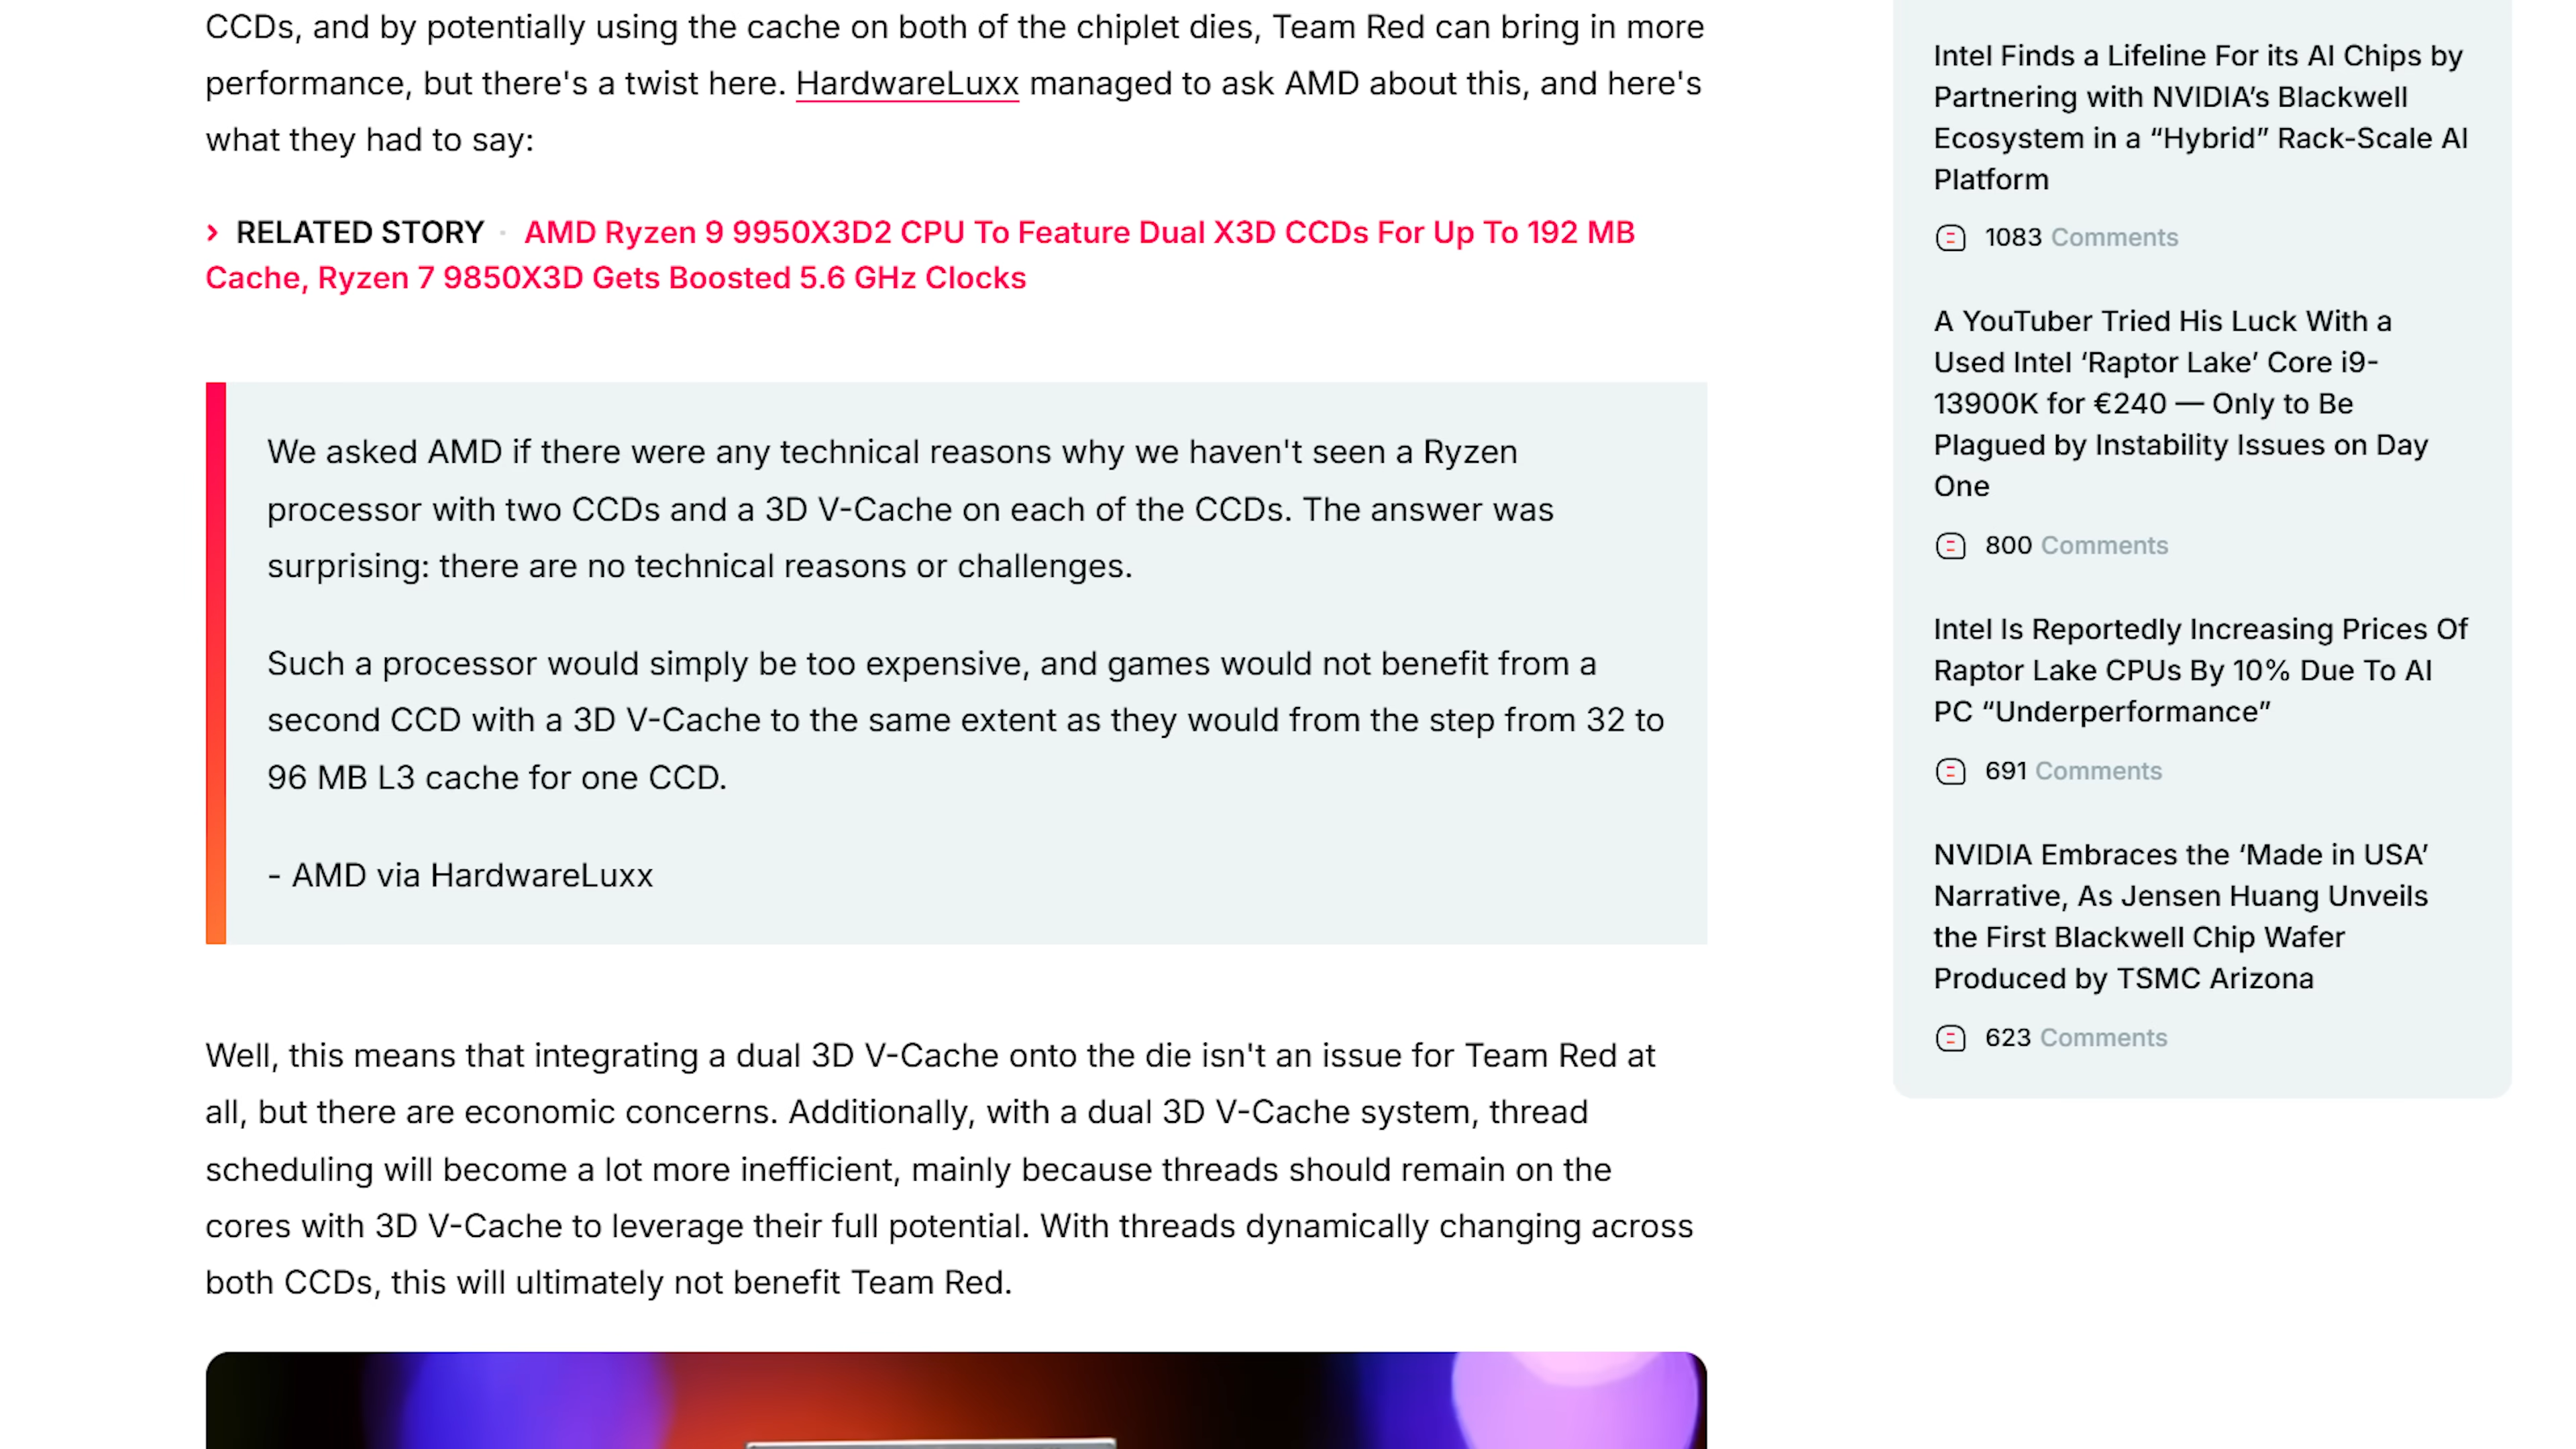 CCDs, and by potentially using the cache on both of the chiplet dies, Team Red can bring in more
performance, but there's a twist here. HardwareLuxx managed to ask AMD about this, and here's
what they had to say:
› RELATED STORY · AMD Ryzen 9 9950X3D2 CPU To Feature Dual X3D CCDs For Up To 192 MB
Cache, Ryzen 7 9850X3D Gets Boosted 5.6 GHz Clocks
We asked AMD if there were any technical reasons why we haven't seen a Ryzen
processor with two CCDs and a 3D V-Cache on each of the CCDs. The answer was
surprising: there are no technical reasons or challenges.
Such a processor would simply be too expensive, and games would not benefit from a
second CCD with a 3D V-Cache to the same extent as they would from the step from 32 to
96 MB L3 cache for one CCD.
- AMD via HardwareLuxx
Well, this means that integrating a dual 3D V-Cache onto the die isn't an issue for Team Red at
all, but there are economic concerns. Additionally, with a dual 3D V-Cache system, thread
scheduling will become a lot more inefficient, mainly because threads should remain on the
cores with 3D V-Cache to leverage their full potential. With threads dynamically changing across
both CCDs, this will ultimately not benefit Team Red.
Intel Finds a Lifeline For its AI Chips by
Partnering with NVIDIA’s Blackwell
Ecosystem in a “Hybrid” Rack-Scale AI
Platform
1083 Comments
A YouTuber Tried His Luck With a
Used Intel ‘Raptor Lake’ Core i9-
13900K for €240 — Only to Be
Plagued by Instability Issues on Day
One
800 Comments
Intel Is Reportedly Increasing Prices Of
Raptor Lake CPUs By 10% Due To AI
PC “Underperformance”
691 Comments
NVIDIA Embraces the ‘Made in USA’
Narrative, As Jensen Huang Unveils
the First Blackwell Chip Wafer
Produced by TSMC Arizona
623 Comments